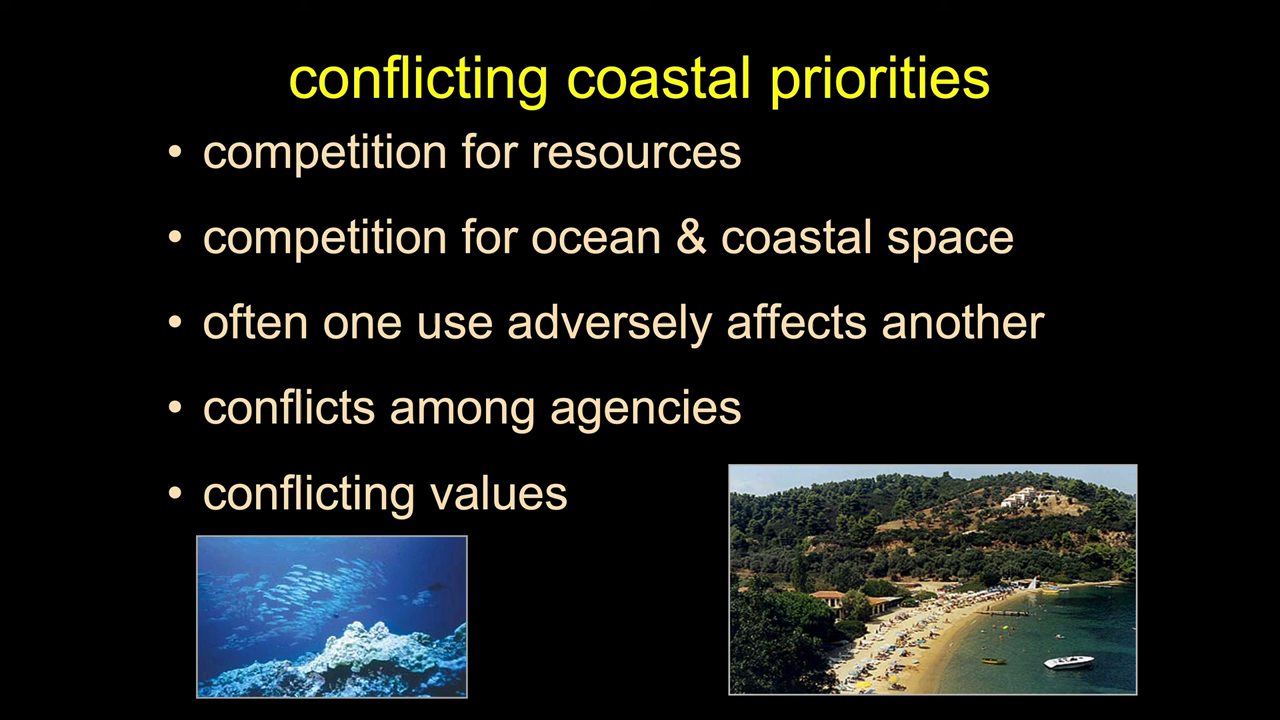 conflicting coastal priorities
• competition for resources
• competition for ocean & coastal space
• often one use adversely affects another
• conflicts among agencies
• conflicting values